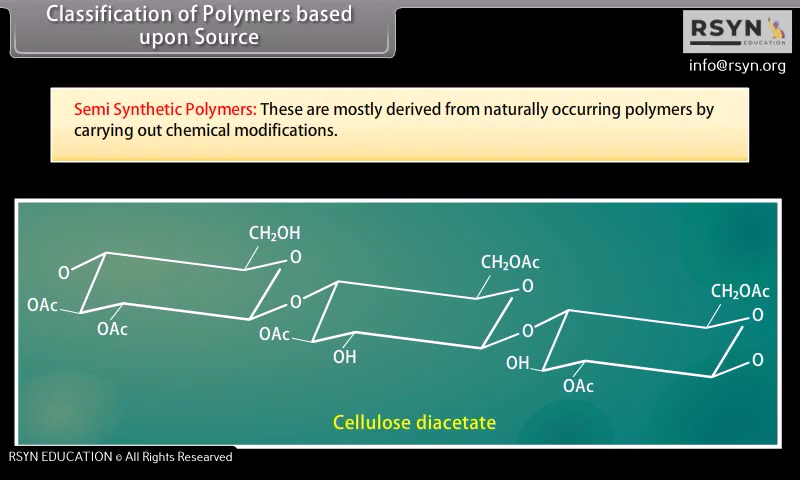 Classification of Polymers based
upon Source
RSYN
EDUCATION
info@rsyn.org
Semi Synthetic Polymers: These are mostly derived from naturally occurring polymers by
carrying out chemical modifications.
CH₂OH
O
O
OAc
OAc
O
CH₂OAc
O
OAc
OH
O
CH₂OAc
O
OH
OAc
O
Cellulose diacetate
RSYN EDUCATION © All Rights Researved